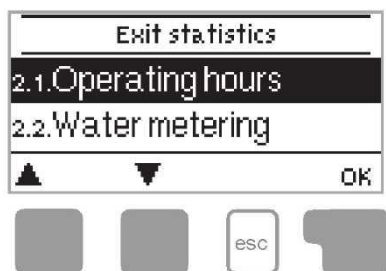 Exit statistics
2.1.Operating hours
2.2.Water metering
▲ ▼ OK
esc